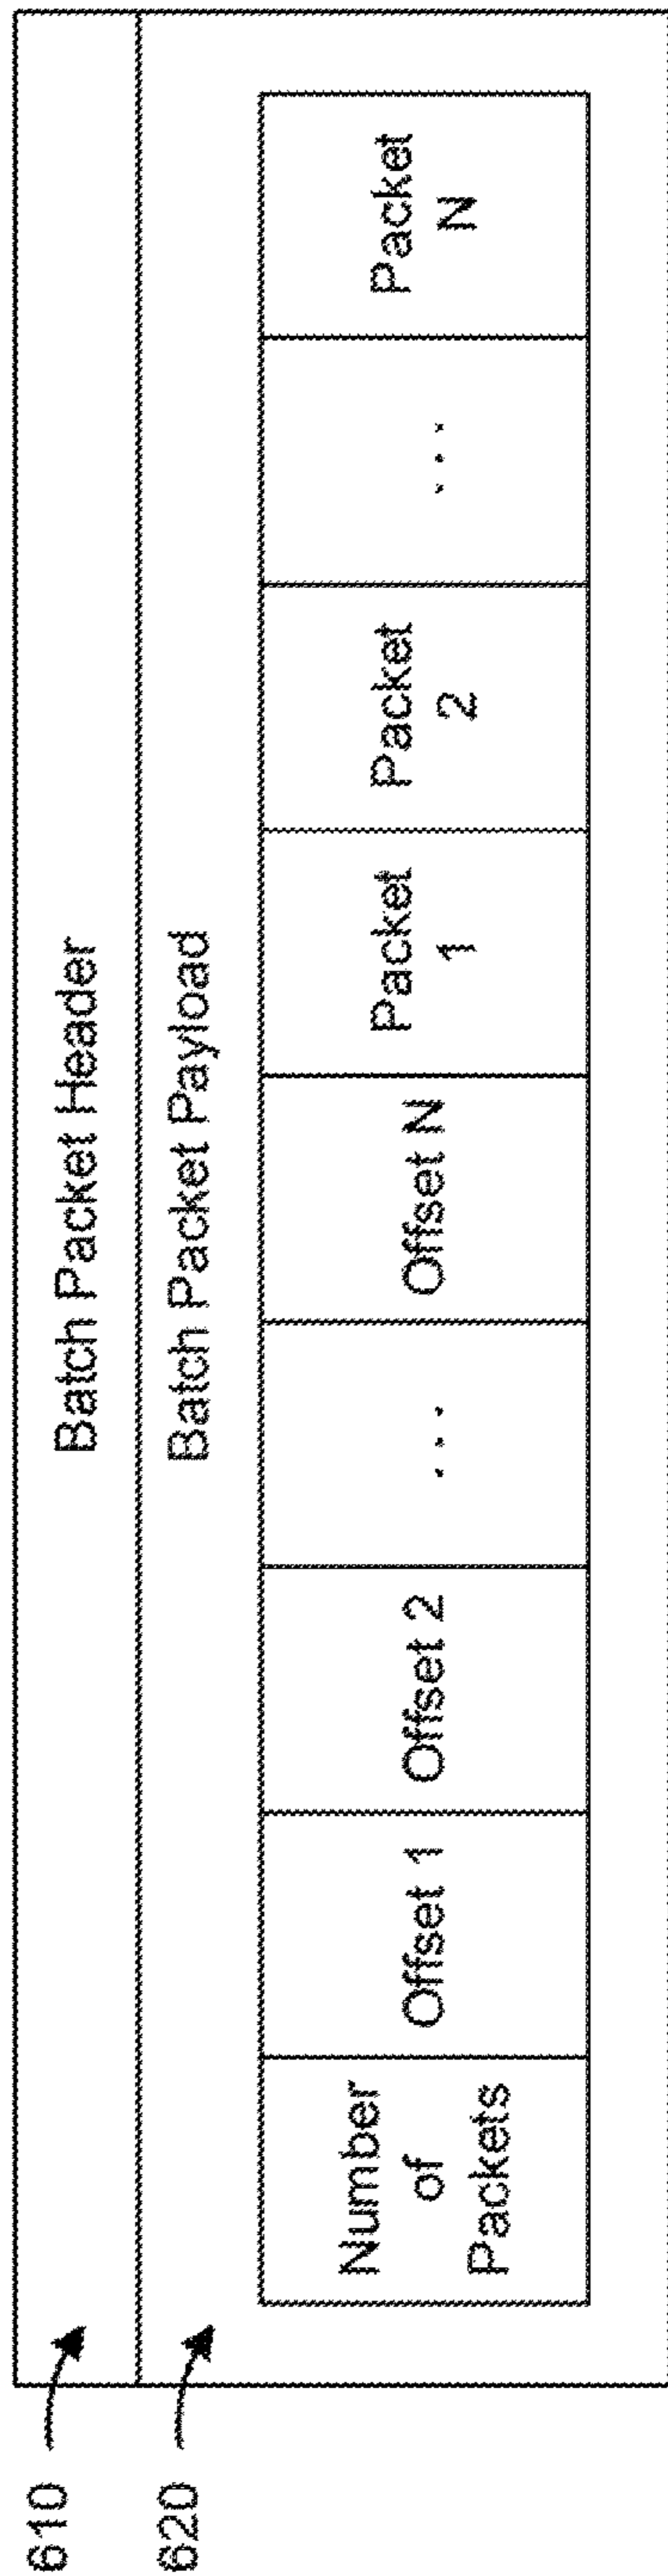 610
Batch Packet Header
620
Batch Packet Payload
Number
of
Packets
Offset 1
Offset 2
...
Offset N
Packet
1
Packet
2
...
Packet
N